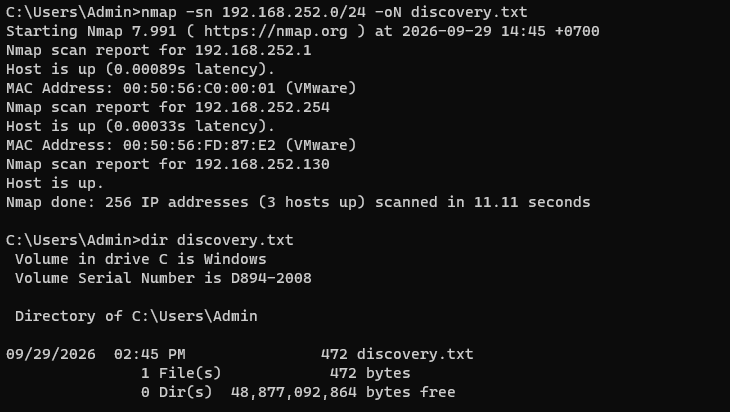 C:\Users\Admin>nmap -sn 192.168.252.0/24 -oN discovery.txt
Starting Nmap 7.991 ( https://nmap.org ) at 2026-09-29 14:45 +0700
Nmap scan report for 192.168.252.1
Host is up (0.00089s latency).
MAC Address: 00:50:56:C0:00:01 (VMware)
Nmap scan report for 192.168.252.254
Host is up (0.00033s latency).
MAC Address: 00:50:56:FD:87:E2 (VMware)
Nmap scan report for 192.168.252.130
Host is up.
Nmap done: 256 IP addresses (3 hosts up) scanned in 11.11 seconds

C:\Users\Admin>dir discovery.txt
 Volume in drive C is Windows
 Volume Serial Number is D894-2008

 Directory of C:\Users\Admin

09/29/2026  02:45 PM               472 discovery.txt
               1 File(s)            472 bytes
               0 Dir(s)  48,877,092,864 bytes free